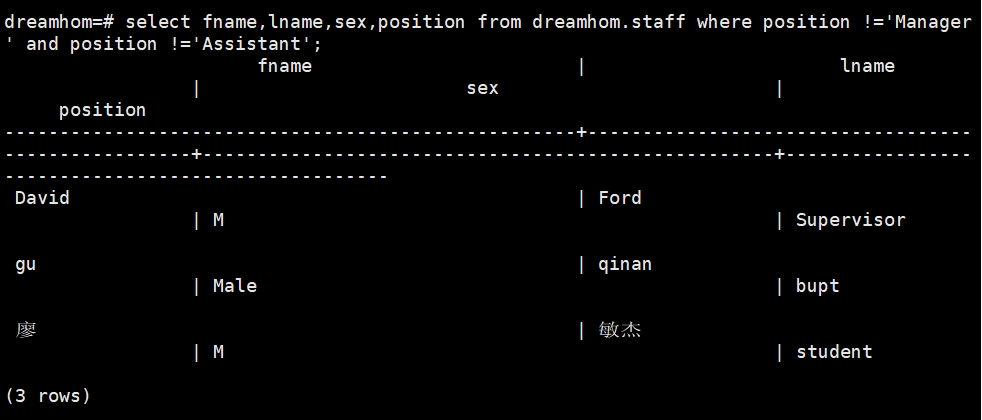 dreamhom=# select fname,lname,sex,position from dreamhom.staff where position !='Manager
' and position !='Assistant';
fname | lname
| sex |
position
-----------------------------------------------------+-----------------------------------
-----------------+-----------------------------------------------------+-----------------
-----------------------------------
David | Ford
| M | Supervisor
gu | qinan
| Male | bupt
廖 | 敏杰
| M | student
(3 rows)